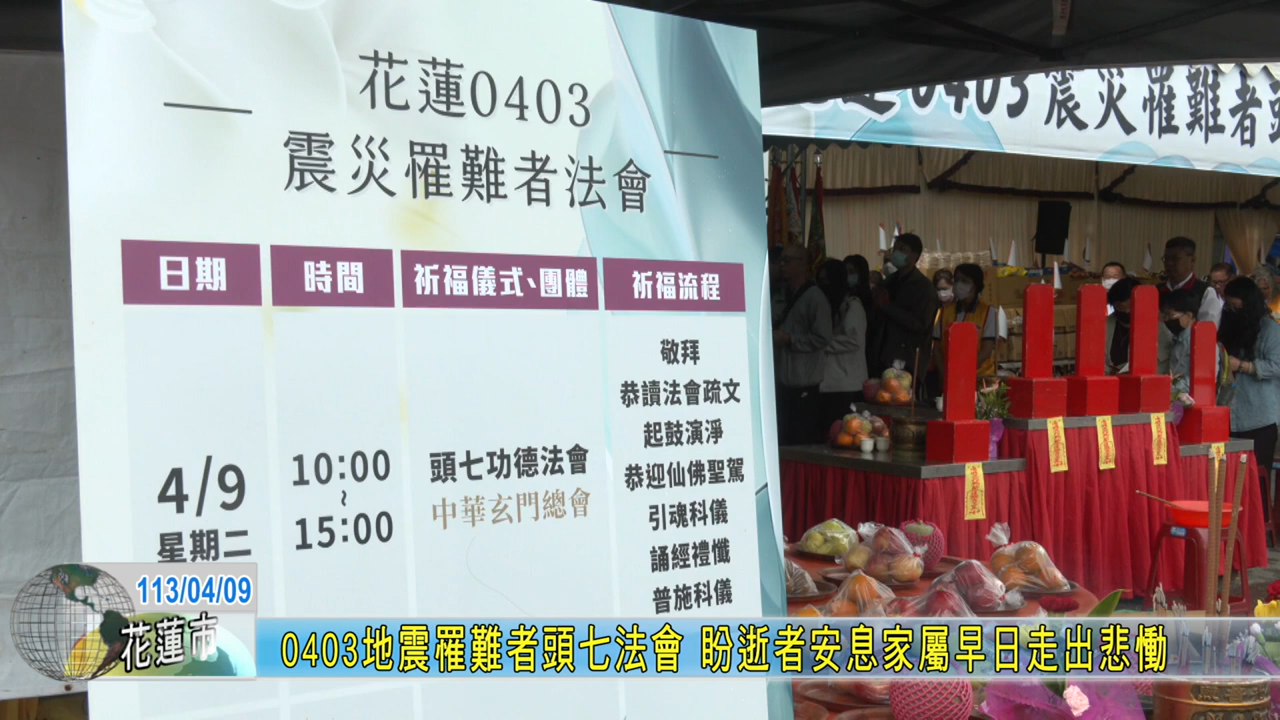 花蓮0403
震災罹難者法會
日期
時間
祈福儀式、團體
祈福流程
4/9
星期二
10:00
~
15:00
頭七功德法會
中華玄門總會
敬拜
恭讀法會疏文
起鼓演淨
恭迎仙佛聖駕
引魂科儀
誦經禮懺
普施科儀
0403震災罹難者
113/04/09
花蓮市
0403地震罹難者頭七法會 盼逝者安息家屬早日走出悲慟